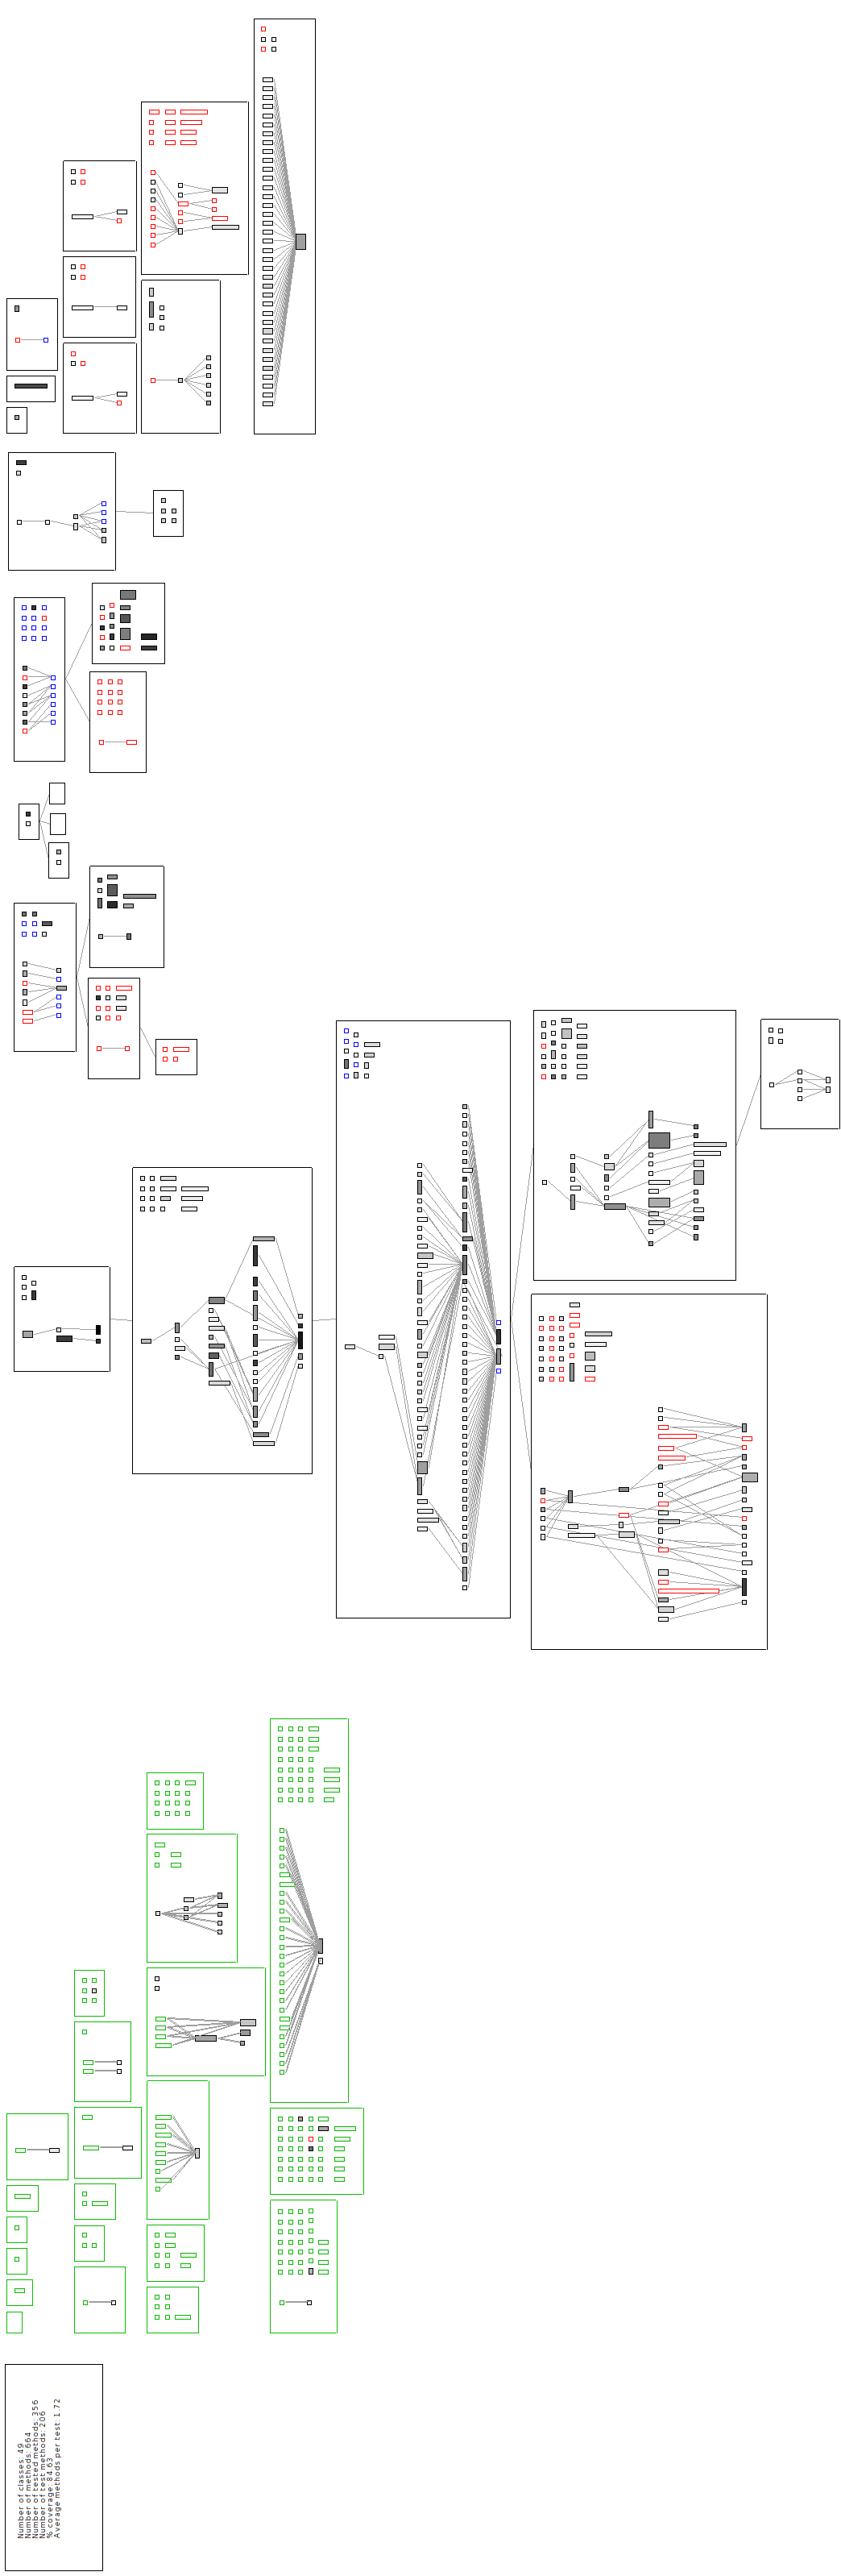 Number of classes: 49
Number of methods: 664
Number of tested methods: 356
Number of test methods: 206
% coverage: 84.63
Average methods per test: 1.72